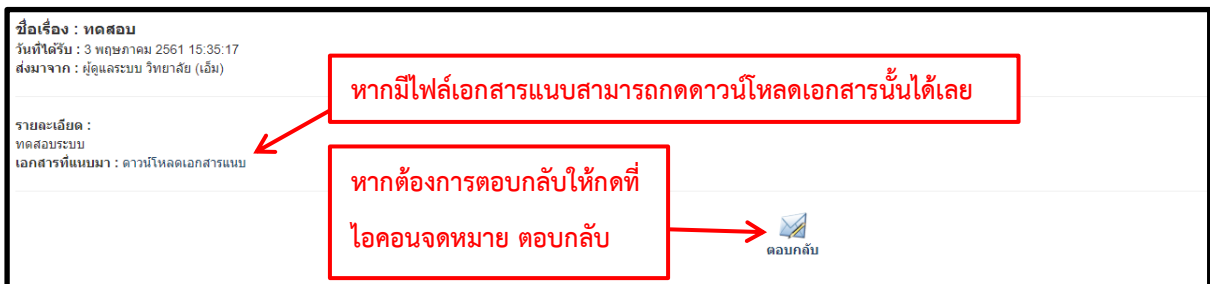 ชื่อเรื่อง : ทดสอบ
วันที่ได้รับ : 3 พฤษภาคม 2561 15:35:17
ส่งมาจาก : ผู้ดูแลระบบ วิทยาลัย (เอ็ม)
หากมีไฟล์เอกสารแนบสามารถกดดาวน์โหลดเอกสารนั้นได้เลย
รายละเอียด :
ทดสอบระบบ
เอกสารที่แนบมา : ดาวน์โหลดเอกสารแนบ
หากต้องการตอบกลับให้กดที่
ไอคอนจดหมาย ตอบกลับ
ตอบกลับ